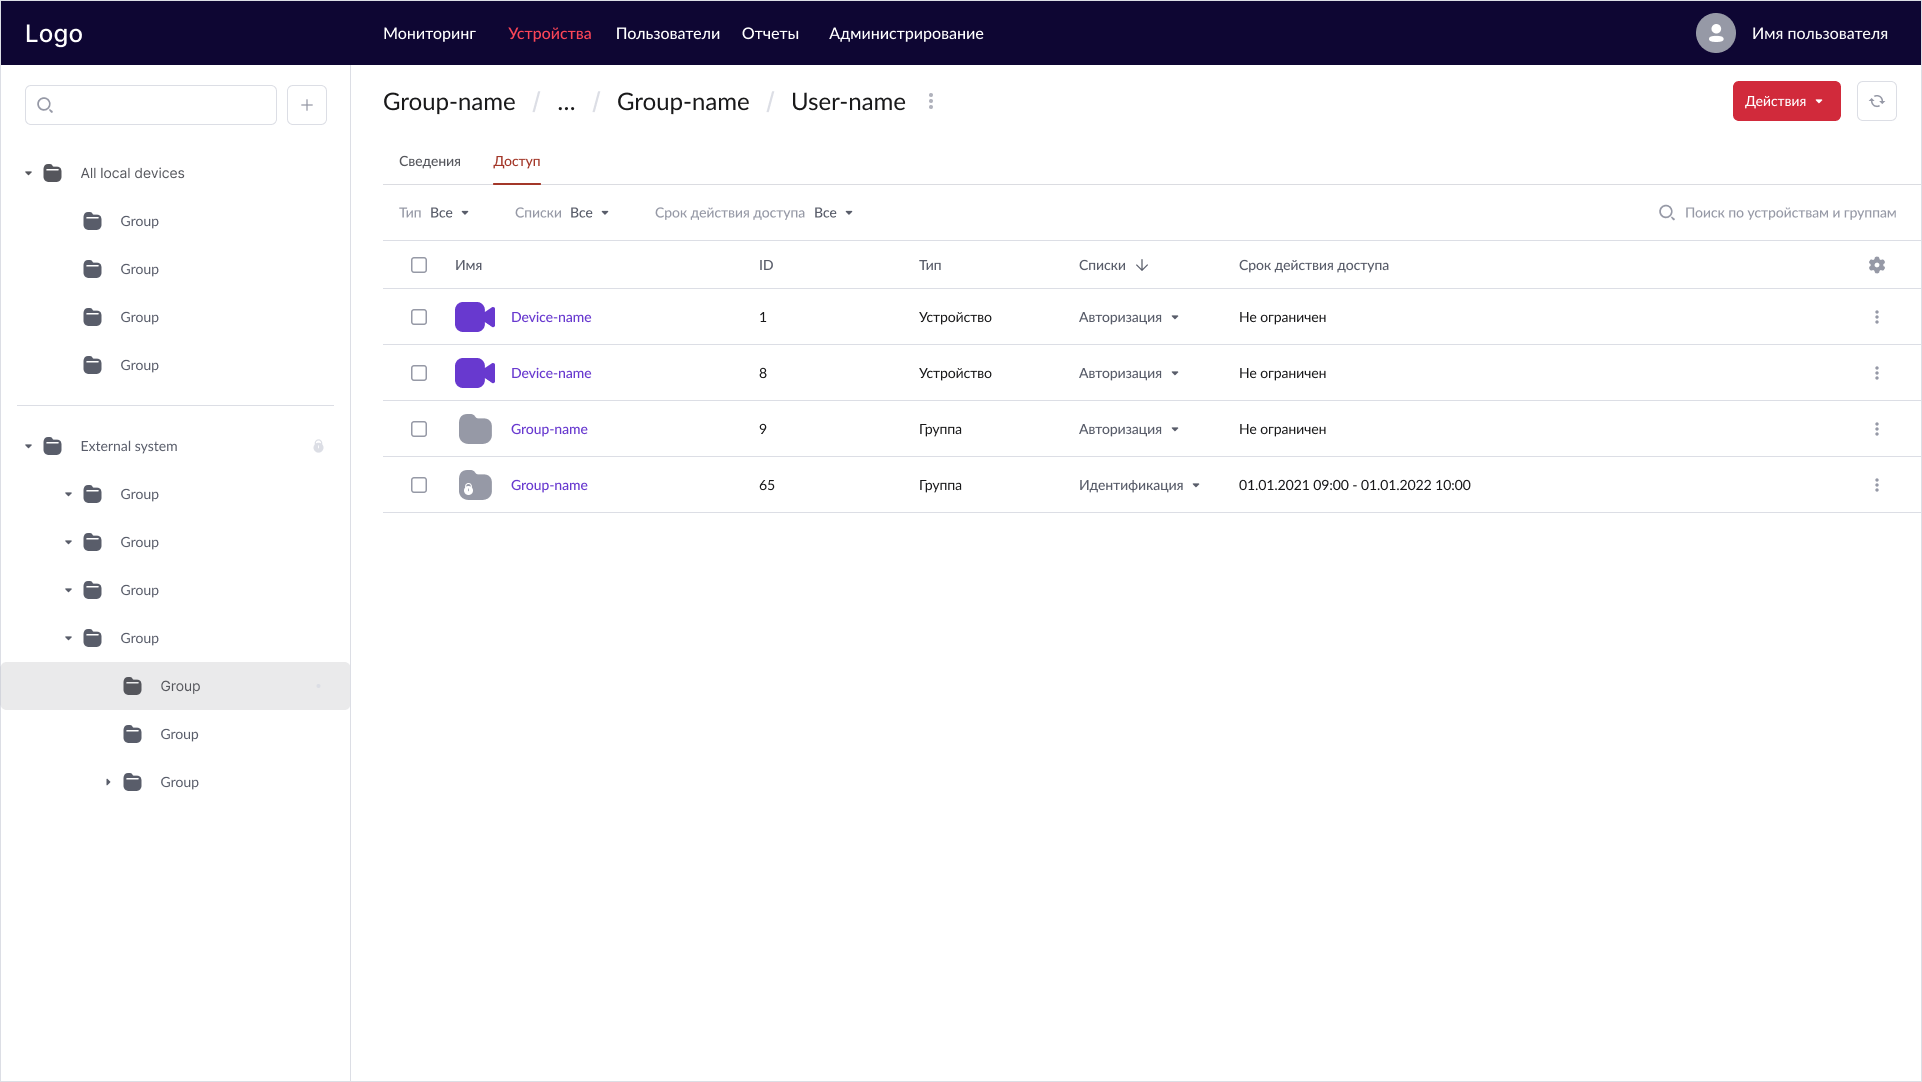 Logo
Мониторинг Устройства Пользователи Отчеты Администрирование
Имя пользователя
Group-name / ... / Group-name / User-name
Действия
Сведения Доступ
Тип Все Списки Все Срок действия доступа Все
Поиск по устройствам и группам
Имя ID Тип Списки Срок действия доступа
Device-name 1 Устройство Авторизация Не ограничен
Device-name 8 Устройство Авторизация Не ограничен
Group-name 9 Группа Авторизация Не ограничен
Group-name 65 Группа Идентификация 01.01.2021 09:00 - 01.01.2022 10:00
All local devices
Group
Group
Group
Group
External system
Group
Group
Group
Group
Group
Group
Group